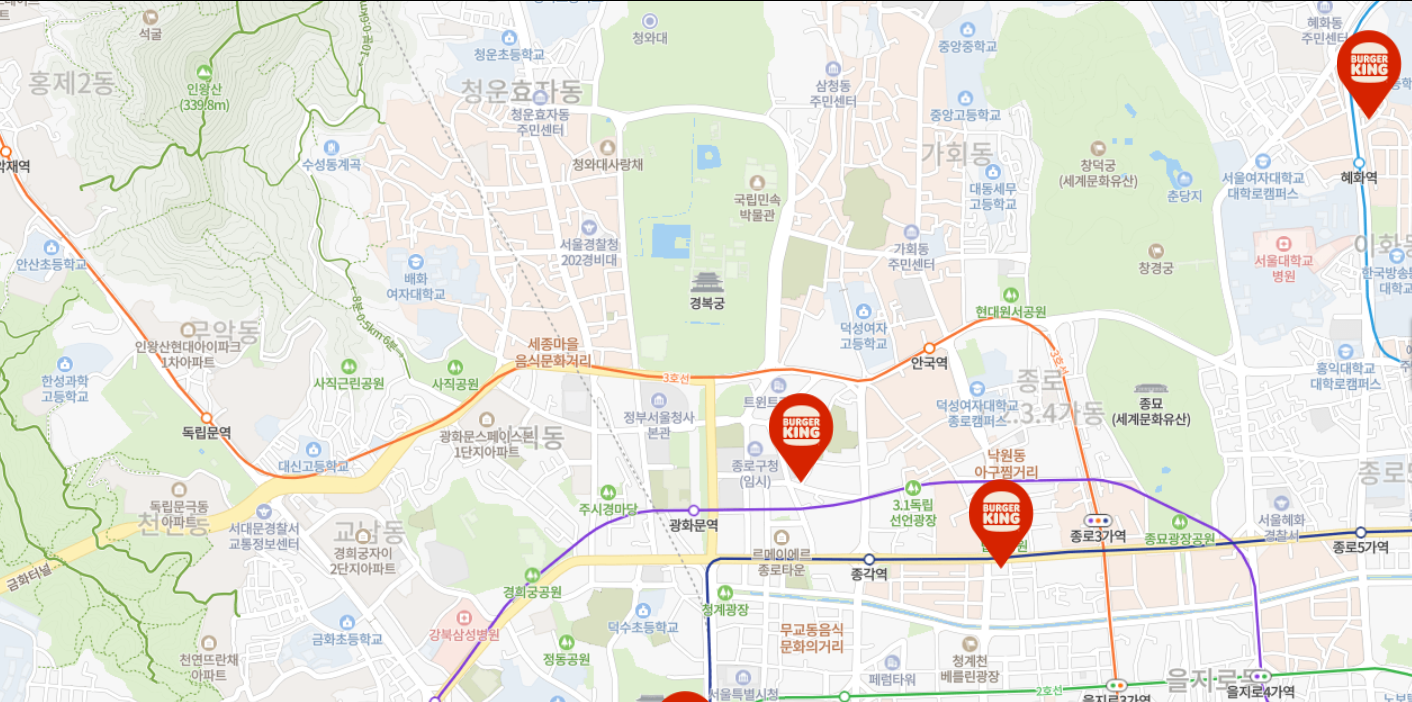 석굴
홍제2동
인왕산
(339.8m)
수성동계곡
안산초등학교
배화
여자대학교
청운초등학교
청운효자동
청운효자동
주민센터
청와대
청와대사랑채
서울경찰청
202경비대
국립민속
박물관
경복궁
삼청동
주민센터
중앙중학교
중앙고등학교
가회동
대동세무
고등학교
가회동
주민센터
창덕궁
(세계문화유산)
춘당지
창경궁
혜화동
주민센터
BURGER
KING
서울여자대학교
대학로캠퍼스
혜화역
서울대학교
병원
홍익대학교
대학로캠퍼스
현대원서공원
덕성여자
고등학교
안국역
3호선
세종마을
음식문화거리
3호선
인왕산현대아이파크
1차아파트
한성과학
고등학교
사직근린공원
사직공원
독립문역
대신고등학교
광화문스페이스본
1단지아파트
정부서울청사
본관
BURGER
KING
종로구청
(임시)
덕성여자대학교
종로캠퍼스
종로
1.2.3.4가동
종묘
(세계문화유산)
낙원동
아구찜거리
BURGER
KING
3.1독립
선언광장
주시경마당
광화문역
독립문극동
아파트
천연동
서대문경찰서
교통정보센터
교남동
경희궁자이
2단지아파트
금화터널
경희궁공원
르메이에르
종로타운
종각역
종로3가역
종묘광장공원
서울혜화
경찰서
종로5가역
청계광장
강북삼성병원
금화초등학교
덕수초등학교
정동공원
천연뜨란채
아파트
무교동음식
문화의거리
청계천
베를린광장
페럼타워
서울특별시청
2호선
을지로3가역
을지로4가역